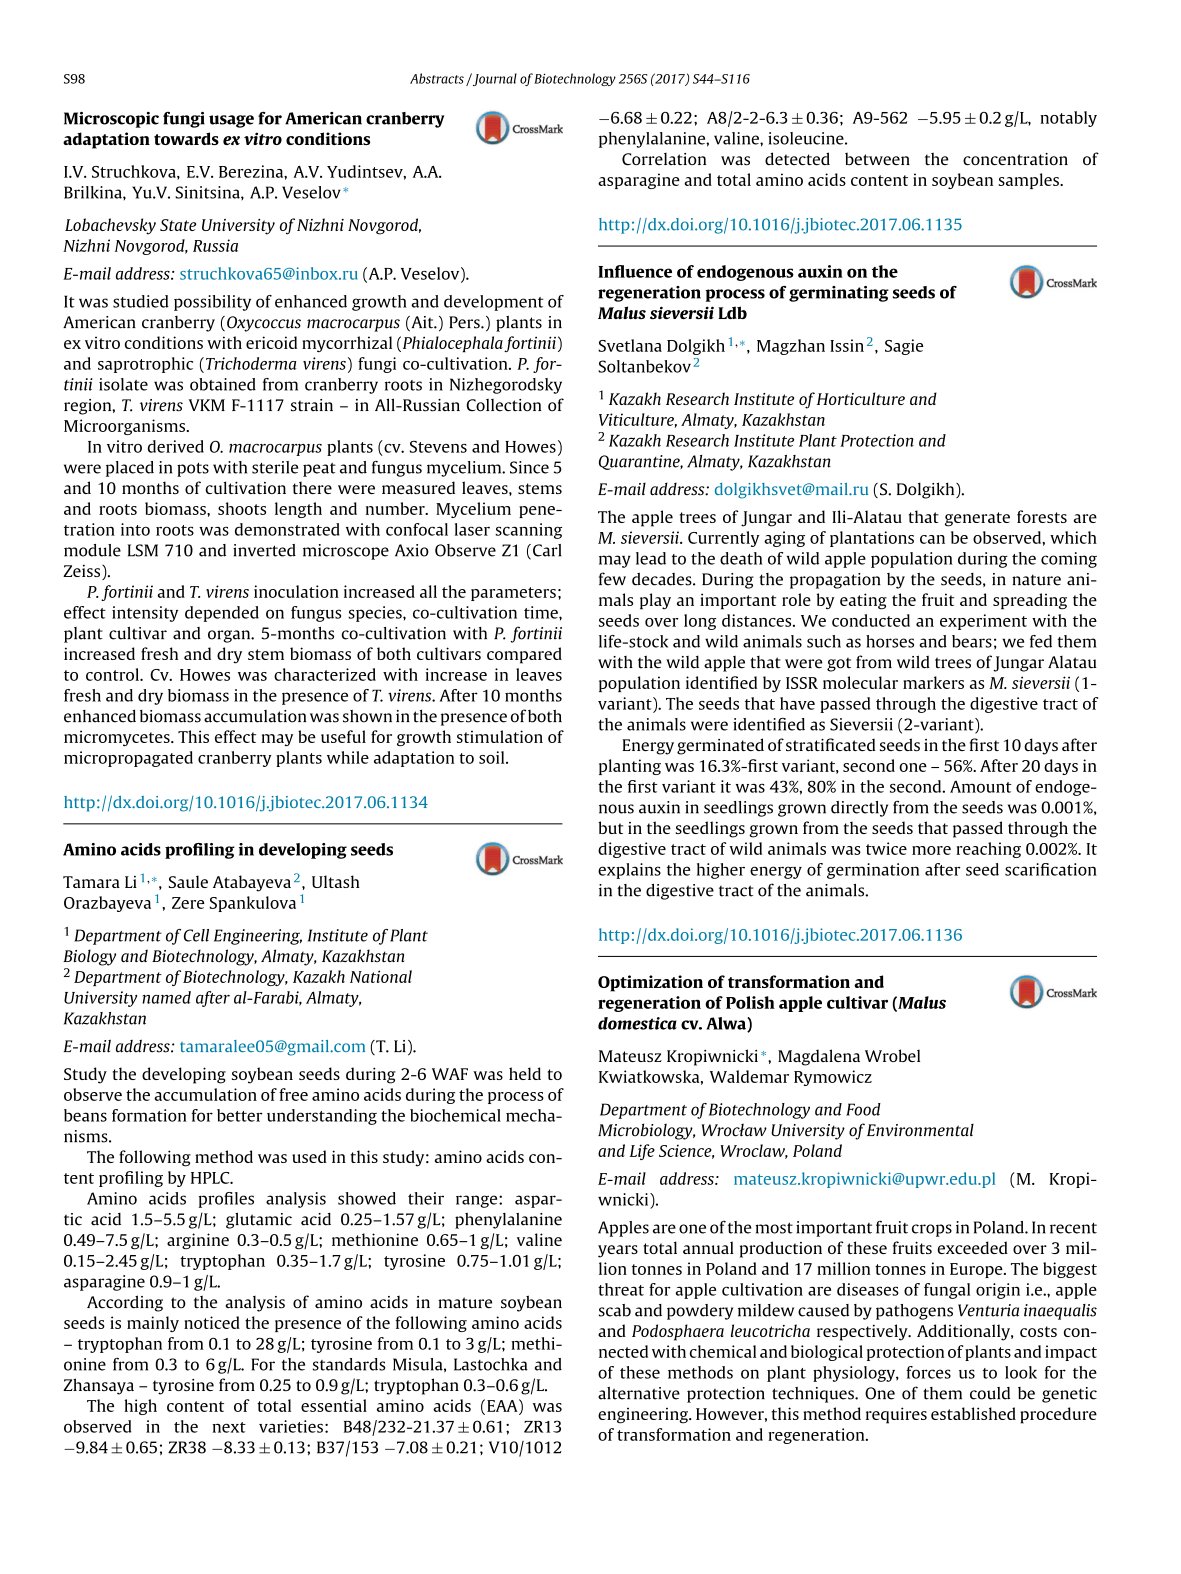 S98
Abstracts / Journal of Biotechnology 256S (2017) S44–S116
Microscopic fungi usage for American cranberry
adaptation towards ex vitro conditions
CrossMark
I.V. Struchkova, E.V. Berezina, A.V. Yudintsev, A.A.
Brilkina, Yu.V. Sinitsina, A.P. Veselov *
Lobachevsky State University of Nizhni Novgorod,
Nizhni Novgorod, Russia
E-mail address: struchkova65@inbox.ru (A.P. Veselov).
It was studied possibility of enhanced growth and development of
American cranberry (Oxycoccus macrocarpus (Ait.) Pers.) plants in
ex vitro conditions with ericoid mycorrhizal (Phialocephala fortinii)
and saprotrophic (Trichoderma virens) fungi co-cultivation. P. for-
tinii isolate was obtained from cranberry roots in Nizhegorodsky
region, T. virens VKM F-1117 strain – in All-Russian Collection of
Microorganisms.
In vitro derived O. macrocarpus plants (cv. Stevens and Howes)
were placed in pots with sterile peat and fungus mycelium. Since 5
and 10 months of cultivation there were measured leaves, stems
and roots biomass, shoots length and number. Mycelium pene-
tration into roots was demonstrated with confocal laser scanning
module LSM 710 and inverted microscope Axio Observe Z1 (Carl
Zeiss).
P. fortinii and T. virens inoculation increased all the parameters;
effect intensity depended on fungus species, co-cultivation time,
plant cultivar and organ. 5-months co-cultivation with P. fortinii
increased fresh and dry stem biomass of both cultivars compared
to control. Cv. Howes was characterized with increase in leaves
fresh and dry biomass in the presence of T. virens. After 10 months
enhanced biomass accumulation was shown in the presence of both
micromycetes. This effect may be useful for growth stimulation of
micropropagated cranberry plants while adaptation to soil.
http://dx.doi.org/10.1016/j.jbiotec.2017.06.1134
Amino acids profiling in developing seeds
CrossMark
Tamara Li 1,*, Saule Atabayeva 2, Ultash
Orazbayeva 1, Zere Spankulova 1
1 Department of Cell Engineering, Institute of Plant
Biology and Biotechnology, Almaty, Kazakhstan
2 Department of Biotechnology, Kazakh National
University named after al-Farabi, Almaty,
Kazakhstan
E-mail address: tamaralee05@gmail.com (T. Li).
Study the developing soybean seeds during 2-6 WAF was held to
observe the accumulation of free amino acids during the process of
beans formation for better understanding the biochemical mecha-
nisms.
The following method was used in this study: amino acids con-
tent profiling by HPLC.
Amino acids profiles analysis showed their range: aspar-
tic acid 1.5–5.5 g/L; glutamic acid 0.25–1.57 g/L; phenylalanine
0.49–7.5 g/L; arginine 0.3–0.5 g/L; methionine 0.65–1 g/L; valine
0.15–2.45 g/L; tryptophan 0.35–1.7 g/L; tyrosine 0.75–1.01 g/L;
asparagine 0.9–1 g/L.
According to the analysis of amino acids in mature soybean
seeds is mainly noticed the presence of the following amino acids
– tryptophan from 0.1 to 28 g/L; tyrosine from 0.1 to 3 g/L; methi-
onine from 0.3 to 6 g/L. For the standards Misula, Lastochka and
Zhansaya – tyrosine from 0.25 to 0.9 g/L; tryptophan 0.3–0.6 g/L.
The high content of total essential amino acids (EAA) was
observed in the next varieties: B48/232-21.37 ± 0.61; ZR13
−9.84 ± 0.65; ZR38 −8.33 ± 0.13; B37/153 −7.08 ± 0.21; V10/1012
−6.68 ± 0.22; A8/2-2-6.3 ± 0.36; A9-562 −5.95 ± 0.2 g/L, notably
phenylalanine, valine, isoleucine.
Correlation was detected between the concentration of
asparagine and total amino acids content in soybean samples.
http://dx.doi.org/10.1016/j.jbiotec.2017.06.1135
Influence of endogenous auxin on the
regeneration process of germinating seeds of
Malus sieversii Ldb
CrossMark
Svetlana Dolgikh 1,*, Magzhan Issin 2, Sagie
Soltanbekov 2
1 Kazakh Research Institute of Horticulture and
Viticulture, Almaty, Kazakhstan
2 Kazakh Research Institute Plant Protection and
Quarantine, Almaty, Kazakhstan
E-mail address: dolgikhsvet@mail.ru (S. Dolgikh).
The apple trees of Jungar and Ili-Alatau that generate forests are
M. sieversii. Currently aging of plantations can be observed, which
may lead to the death of wild apple population during the coming
few decades. During the propagation by the seeds, in nature ani-
mals play an important role by eating the fruit and spreading the
seeds over long distances. We conducted an experiment with the
life-stock and wild animals such as horses and bears; we fed them
with the wild apple that were got from wild trees of Jungar Alatau
population identified by ISSR molecular markers as M. sieversii (1-
variant). The seeds that have passed through the digestive tract of
the animals were identified as Sieversii (2-variant).
Energy germinated of stratificated seeds in the first 10 days after
planting was 16.3%-first variant, second one – 56%. After 20 days in
the first variant it was 43%, 80% in the second. Amount of endoge-
nous auxin in seedlings grown directly from the seeds was 0.001%,
but in the seedlings grown from the seeds that passed through the
digestive tract of wild animals was twice more reaching 0.002%. It
explains the higher energy of germination after seed scarification
in the digestive tract of the animals.
http://dx.doi.org/10.1016/j.jbiotec.2017.06.1136
Optimization of transformation and
regeneration of Polish apple cultivar (Malus
domestica cv. Alwa)
CrossMark
Mateusz Kropiwnicki *, Magdalena Wrobel
Kwiatkowska, Waldemar Rymowicz
Department of Biotechnology and Food
Microbiology, Wrocław University of Environmental
and Life Science, Wroclaw, Poland
E-mail address: mateusz.kropiwnicki@upwr.edu.pl (M. Kropi-
wnicki).
Apples are one of the most important fruit crops in Poland. In recent
years total annual production of these fruits exceeded over 3 mil-
lion tonnes in Poland and 17 million tonnes in Europe. The biggest
threat for apple cultivation are diseases of fungal origin i.e., apple
scab and powdery mildew caused by pathogens Venturia inaequalis
and Podosphaera leucotricha respectively. Additionally, costs con-
nected with chemical and biological protection of plants and impact
of these methods on plant physiology, forces us to look for the
alternative protection techniques. One of them could be genetic
engineering. However, this method requires established procedure
of transformation and regeneration.